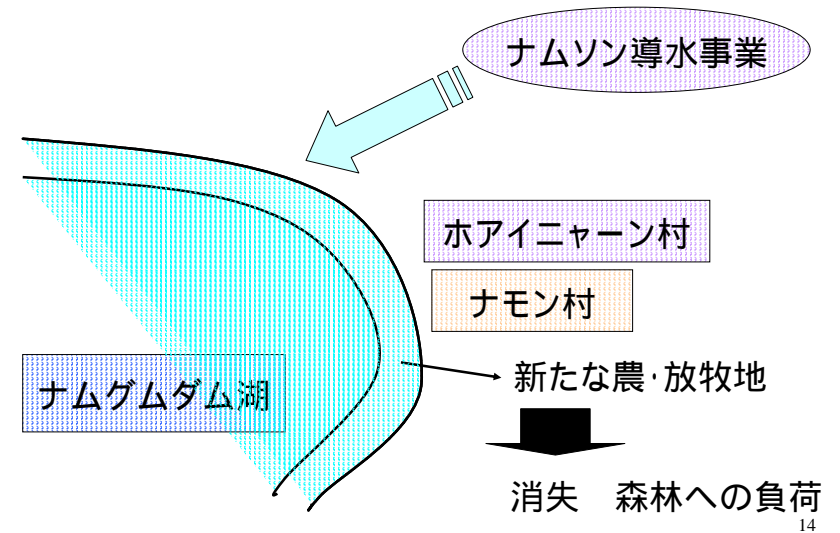 ナムソン導水事業
ホアイニャーン村
ナモン村
新たな農・放牧地
ナムグムダム湖
消失　森林への負荷
14